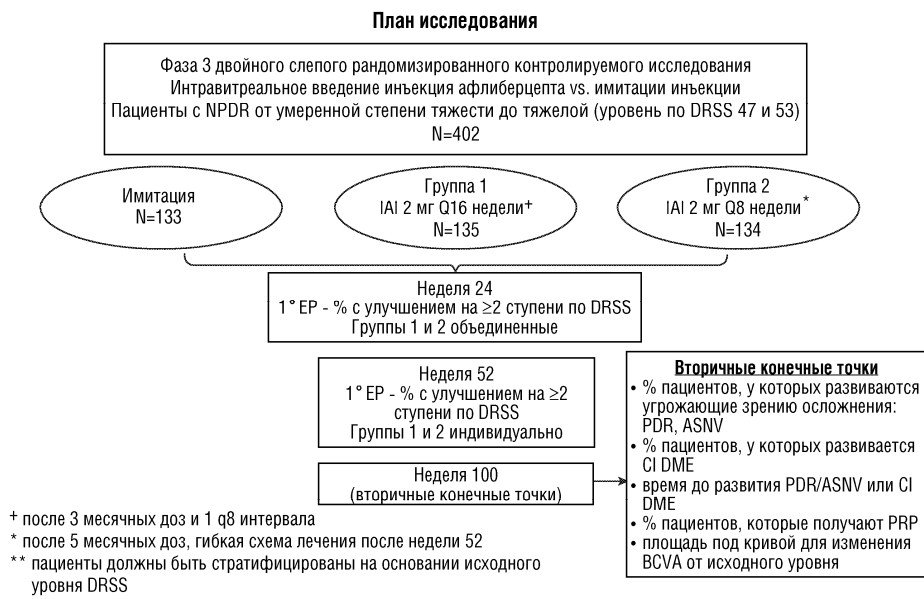 План исследования
Фаза 3 двойного слепого рандомизированного контролируемого исследования
Интравитреальное введение инъекция афлиберцепта vs. имитации инъекции
Пациенты с NPDR от умеренной степени тяжести до тяжелой (уровень по DRSS 47 и 53)
N=402
Имитация
N=133
Группа 1
IAI 2 мг Q16 недели+
N=135
Группа 2
IAI 2 мг Q8 недели*
N=134
Неделя 24
1° EP - % с улучшением на ≥2 ступени по DRSS
Группы 1 и 2 объединенные
Неделя 52
1° EP - % с улучшением на ≥2
ступени по DRSS
Группы 1 и 2 индивидуально
Неделя 100
(вторичные конечные точки)
Вторичные конечные точки
• % пациентов, у которых развиваются
угрожающие зрению осложнения:
PDR, ASNV
• % пациентов, у которых развивается
CI DME
• время до развития PDR/ASNV или CI
DME
• % пациентов, которые получают PRP
• площадь под кривой для изменения
BCVA от исходного уровня
+ после 3 месячных доз и 1 q8 интервала
* после 5 месячных доз, гибкая схема лечения после недели 52
** пациенты должны быть стратифицированы на основании исходного
уровня DRSS